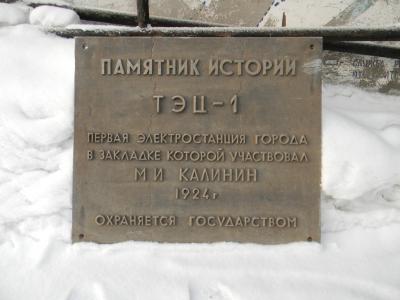 ПАМЯТНИК ИСТОРИИ
ТЭЦ-1
ПЕРВАЯ ЭЛЕКТРОСТАНЦИЯ ГОРОДА
В ЗАКЛАДКЕ КОТОРОЙ УЧАСТВОВАЛ
М И КАЛИНИН
1924 г
ОХРАНЯЕТСЯ ГОСУДАРСТВОМ